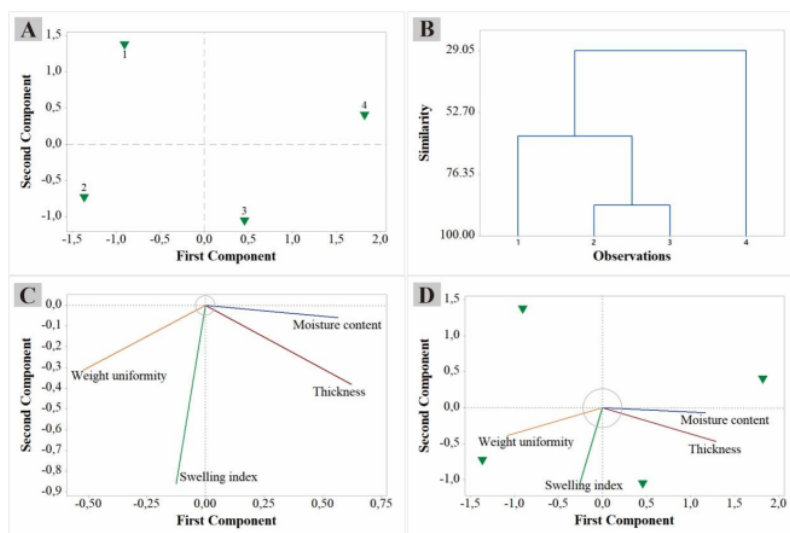 A
1,5
1,0
0,5
0,0
-0,5
-1,0
1
2
3
4
Second Component
-1,5
-1,0
-0,5
0,0
0,5
1,0
1,5
2,0
First Component
B
29.05
52.70
76.35
100.00
Similarity
1
2
3
4
Observations
C
0,0
-0,1
-0,2
-0,3
-0,4
-0,5
-0,6
-0,7
-0,8
-0,9
Second Component
Moisture content
Weight uniformity
Thickness
Swelling index
-0,50
-0,25
0,00
0,25
0,50
0,75
First Component
D
1,5
1,0
0,5
0,0
-0,5
-1,0
Second Component
Moisture content
Weight uniformity
Thickness
Swelling index
-1,5
-1,0
-0,5
0,0
0,5
1,0
1,5
2,0
First Component